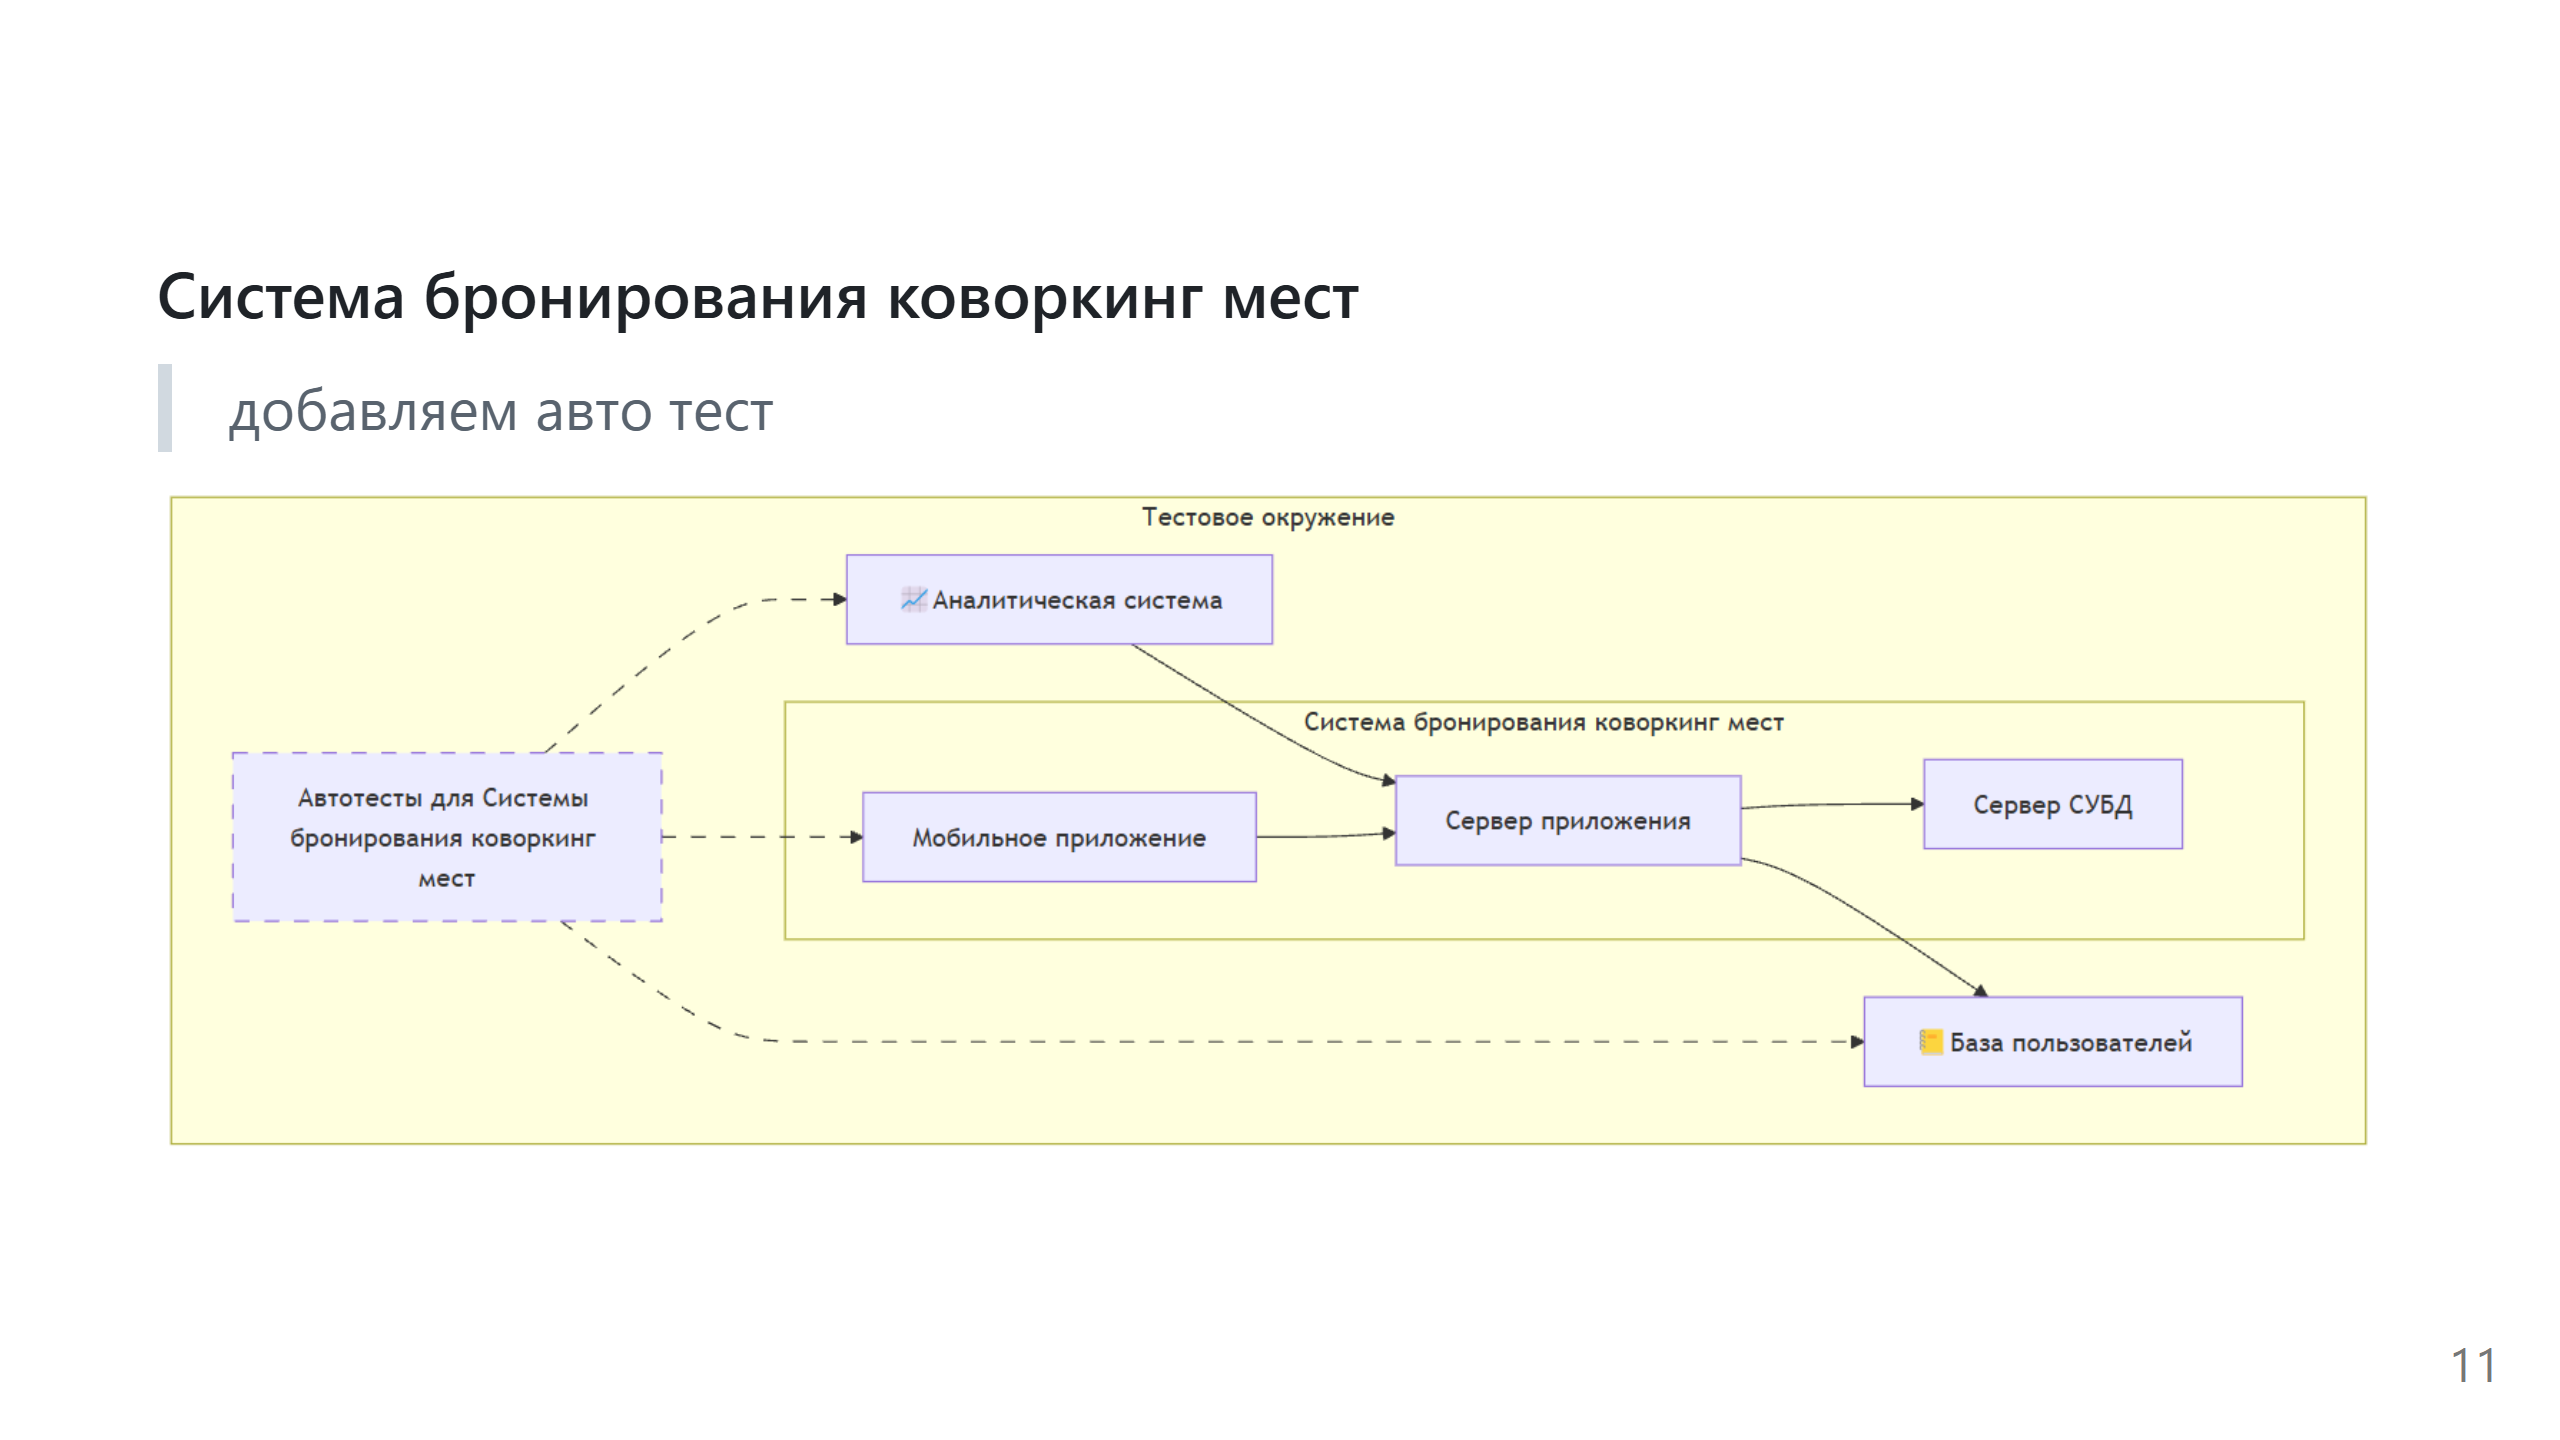 Система бронирования коворкинг мест
добавляем авто тест
Тестовое окружение
Аналитическая система
Система бронирования коворкинг мест
Автотесты для Системы
бронирования коворкинг
мест
Мобильное приложение
Сервер приложения
Сервер СУБД
База пользователей
11